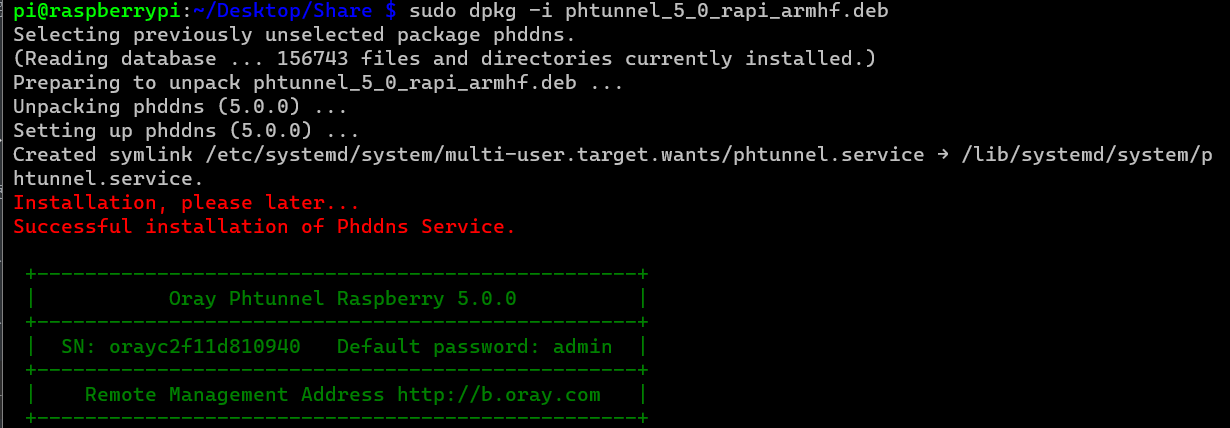 pi@raspberrypi:~/Desktop/Share $ sudo dpkg -i phtunnel_5_0_rapi_armhf.deb
Selecting previously unselected package phddns.
(Reading database ... 156743 files and directories currently installed.)
Preparing to unpack phtunnel_5_0_rapi_armhf.deb ...
Unpacking phddns (5.0.0) ...
Setting up phddns (5.0.0) ...
Created symlink /etc/systemd/system/multi-user.target.wants/phtunnel.service → /lib/systemd/system/p
htunnel.service.
Installation, please later...
Successful installation of Phddns Service.
+--------------------------------------------------+
|           Oray Phtunnel Raspberry 5.0.0          |
+--------------------------------------------------+
|  SN: orayc2f11d810940   Default password: admin  |
+--------------------------------------------------+
|    Remote Management Address http://b.oray.com   |
+--------------------------------------------------+